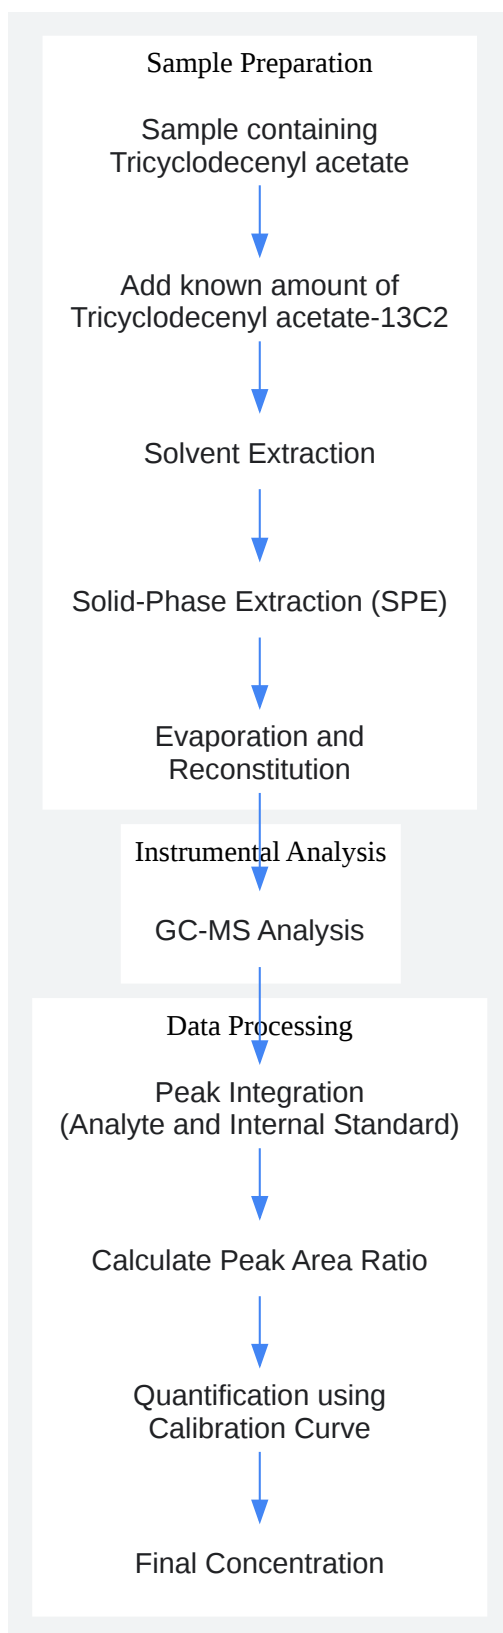 Sample Preparation
Sample containing
Tricyclodecenyl acetate
Add known amount of
Tricyclodecenyl acetate-13C2
Solvent Extraction
Solid-Phase Extraction (SPE)
Evaporation and
Reconstitution
Instrumental Analysis
GC-MS Analysis
Data Processing
Peak Integration
(Analyte and Internal Standard)
Calculate Peak Area Ratio
Quantification using
Calibration Curve
Final Concentration